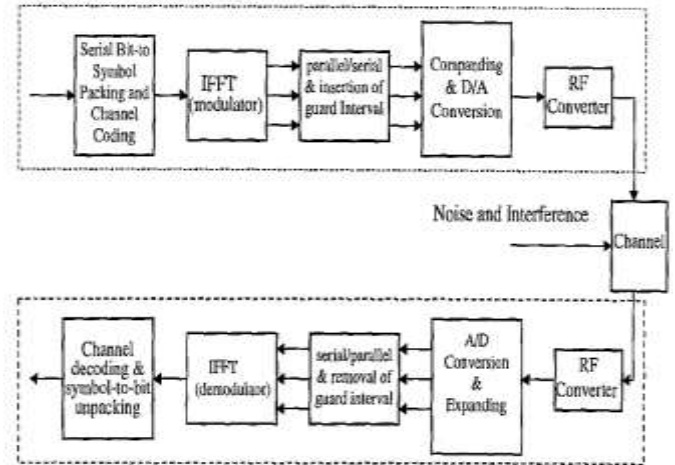 Serial Bit-to
Symbol
Packing and
Channel
Coding
IFFT
(modulator)
parallel/serial
& insertion of
guard Interval
Companding
& D/A
Conversion
RF
Converter
Noise and Interference
Channel
Channel
decoding &
symbol-to-bit
unpacking
IFFT
(demodulator)
serial/parallel
& removal of
guard interval
A/D
Conversion
&
Expanding
RF
Converter